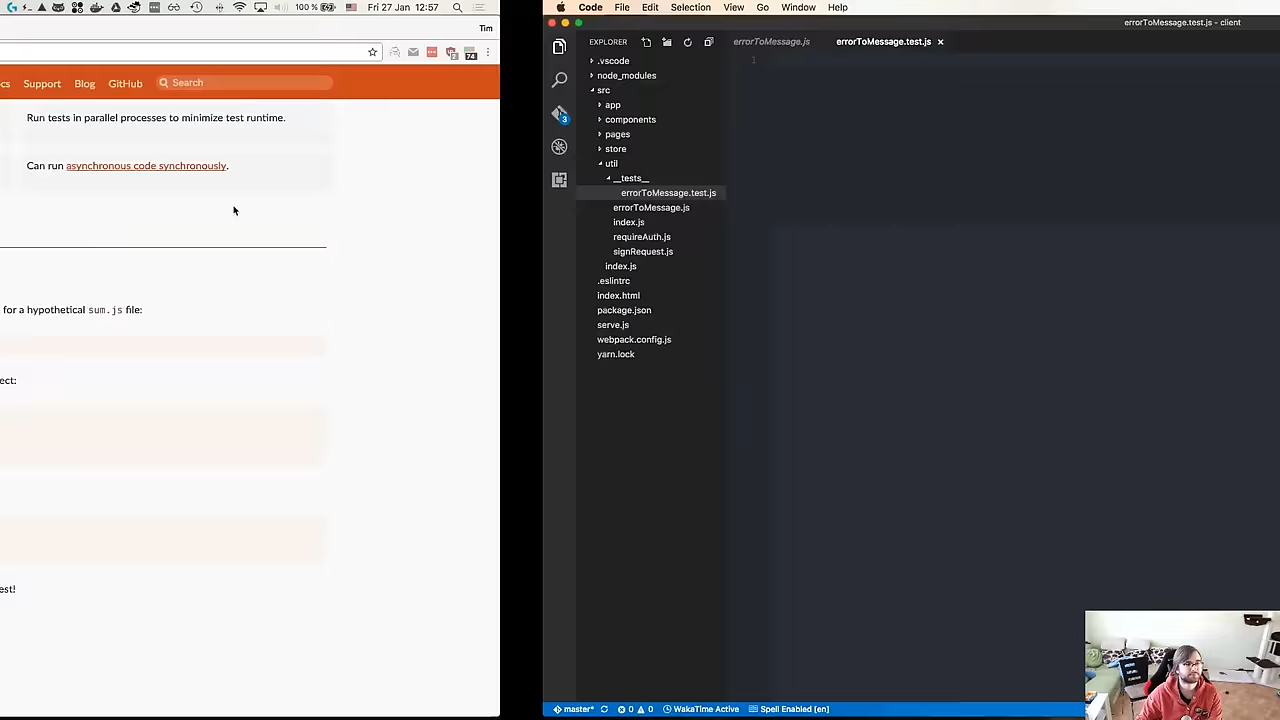 100 %
Fri 27 Jan 12:57
Tim
cs
Support
Blog
GitHub
Search
Run tests in parallel processes to minimize test runtime.
Can run asynchronous code synchronously.
for a hypothetical sum.js file:
ect:
est!
Code File Edit Selection View Go Window Help
errorToMessage.test.js - client
EXPLORER
errorToMessage.js
errorToMessage.test.js
1
.vscode
node_modules
src
app
components
pages
store
util
__tests__
errorToMessage.test.js
errorToMessage.js
index.js
requireAuth.js
signRequest.js
index.js
.eslintrc
index.html
package.json
serve.js
webpack.config.js
yarn.lock
3
master* 0 0 WakaTime Active Spell Enabled [en]